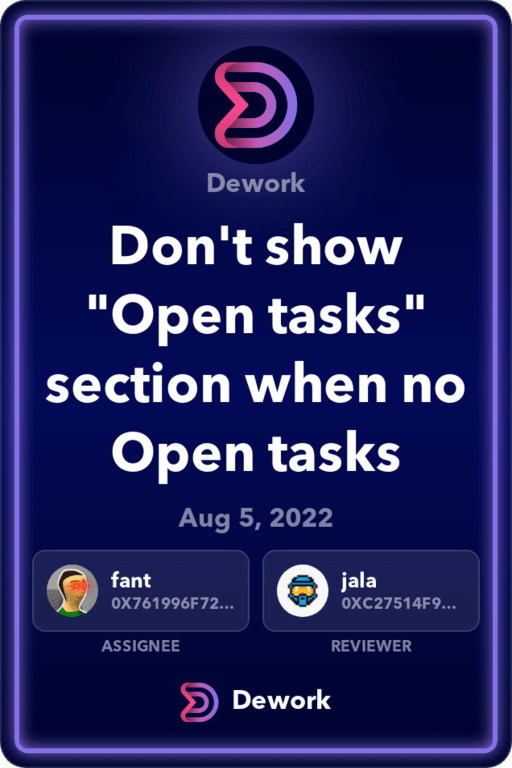 Dework
Don't show
"Open tasks"
section when no
Open tasks
Aug 5, 2022
fant
0X761996F72...
ASSIGNEE
jala
0XC27514F9...
REVIEWER
Dework